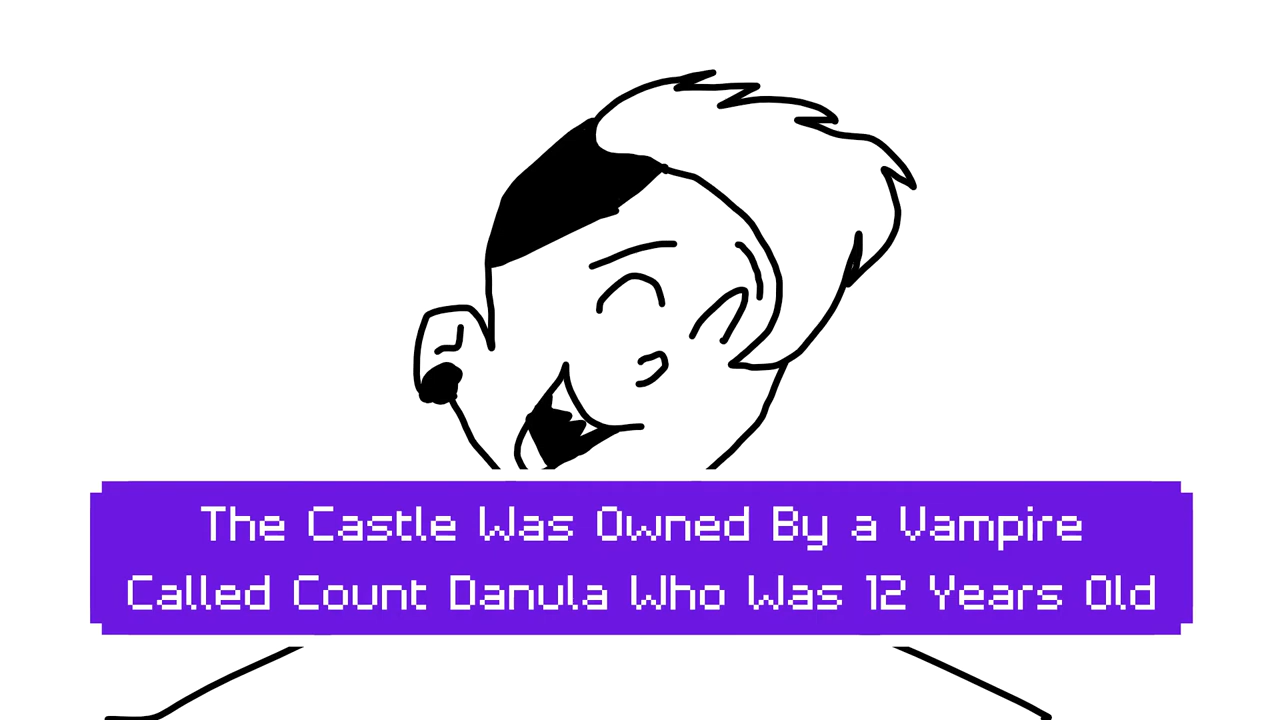 The Castle Was Owned By a Vampire
Called Count Danula Who Was 12 Years Old